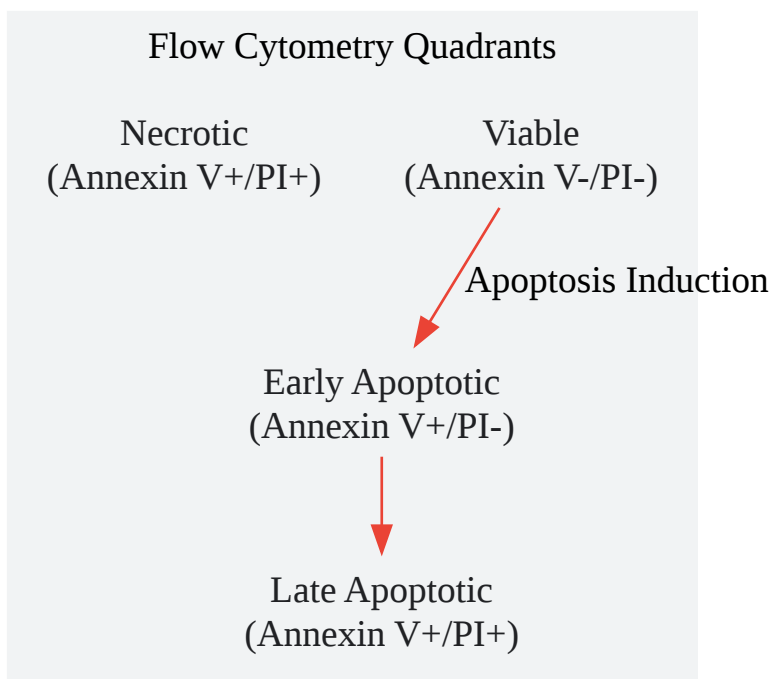 Flow Cytometry Quadrants
Necrotic
(Annexin V+/PI+)
Viable
(Annexin V-/PI-)
Apoptosis Induction
Early Apoptotic
(Annexin V+/PI-)
Late Apoptotic
(Annexin V+/PI+)